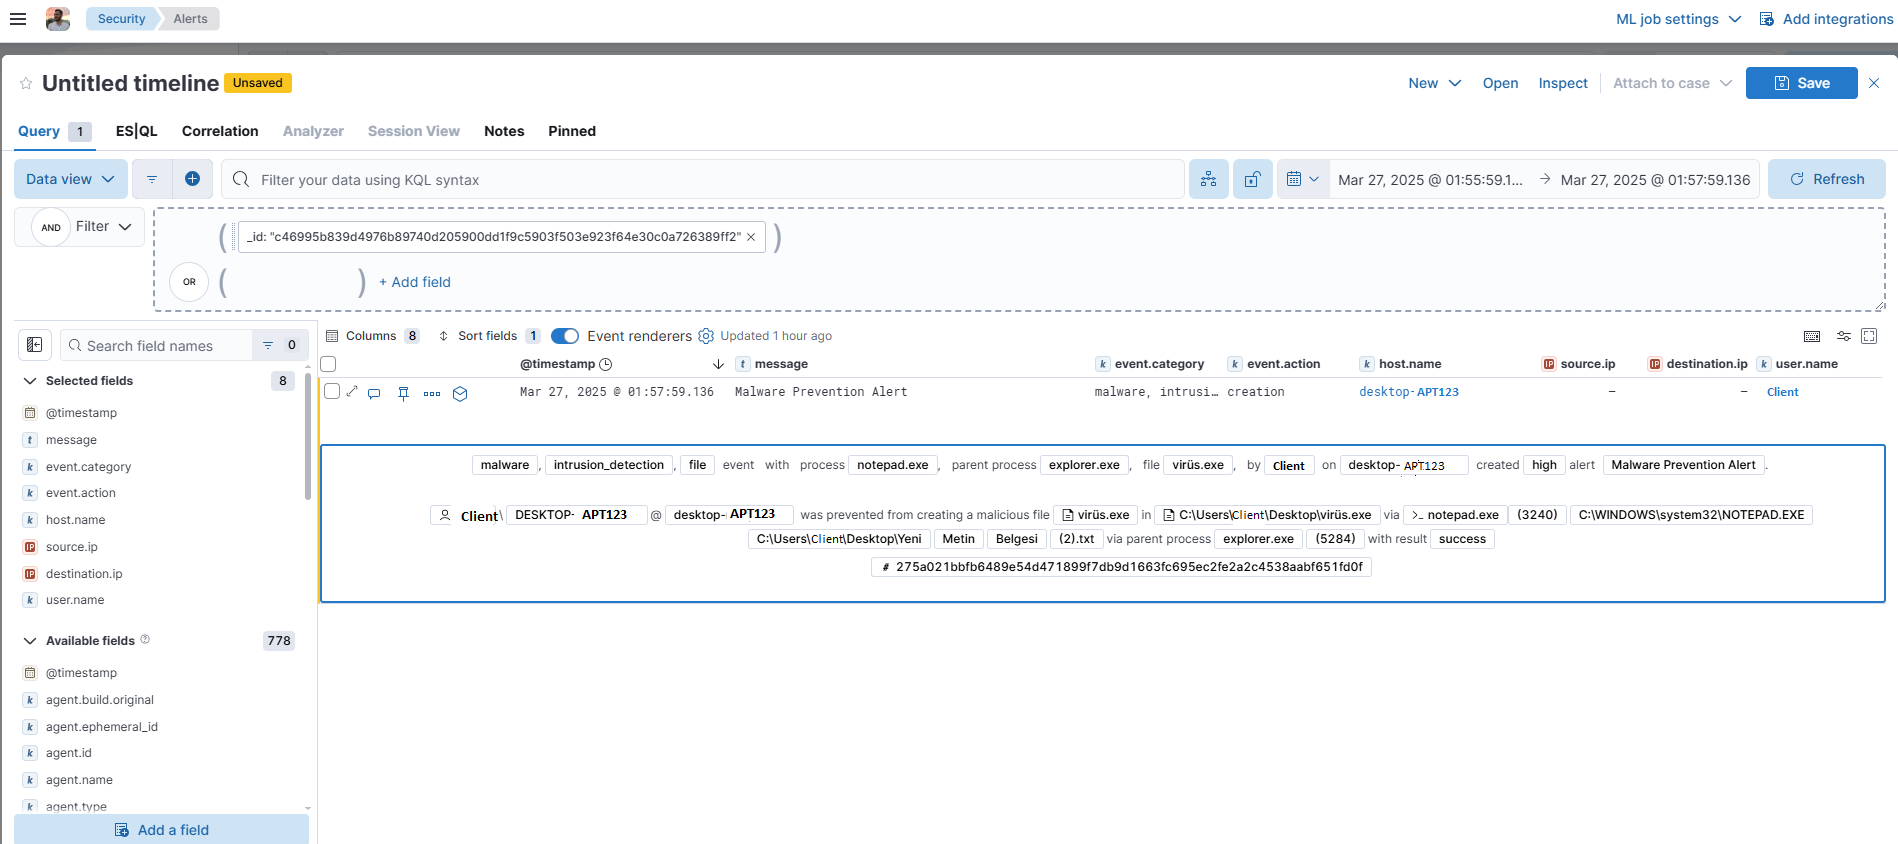 Security Alerts ML job settings Add integrations
Untitled timeline Unsaved New Open Inspect Attach to case Save
Query 1 ES|QL Correlation Analyzer Session View Notes Pinned
Data view Filter your data using KQL syntax Mar 27, 2025 @ 01:55:59.1... → Mar 27, 2025 @ 01:57:59.136 Refresh
AND Filter ( _id: "c46995b839d4976b89740d205900dd1f9c5903f503e923f64e30c0a726389ff2" × )
OR ( ) + Add field
Search field names 0
Columns 8 Sort fields 1 Event renderers Updated 1 hour ago
@timestamp t message k event.category k event.action k host.name IP source.ip IP destination.ip k user.name
Mar 27, 2025 @ 01:57:59.136 Malware Prevention Alert malware, intrusi... creation desktop-APT123 — — Client
malware , intrusion_detection , file event with process notepad.exe , parent process explorer.exe , file virüs.exe , by Client on desktop- APT123 created high alert Malware Prevention Alert .
Client \ DESKTOP- APT123 @ desktop- APT123 was prevented from creating a malicious file virüs.exe in C:\Users\Client\Desktop\virüs.exe via >_ notepad.exe (3240) C:\WINDOWS\system32\NOTEPAD.EXE
C:\Users\Client\Desktop\Yeni Metin Belgesi (2).txt via parent process explorer.exe (5284) with result success
# 275a021bbfb6489e54d471899f7db9d1663fc695ec2fe2a2c4538aabf651fd0f
Selected fields 8
@timestamp
t message
k event.category
k event.action
k host.name
IP source.ip
IP destination.ip
k user.name
Available fields ? 778
@timestamp
k agent.build.original
k agent.ephemeral_id
k agent.id
k agent.name
k agent.type
Add a field